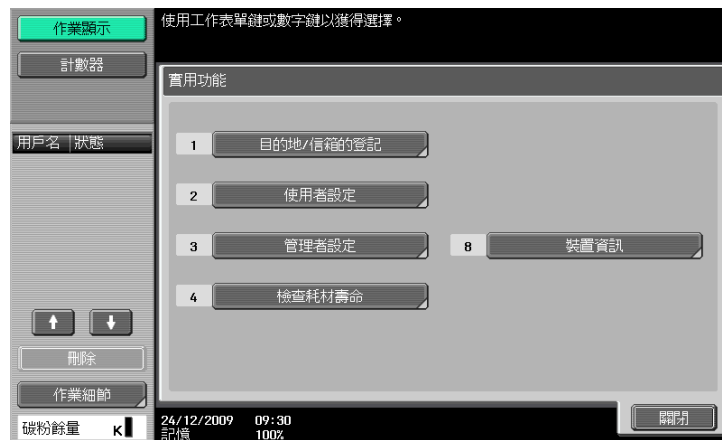 作業顯示
計數器
用戶名 狀態
刪除
作業細節
碳粉餘量 K
使用工作表單鍵或數字鍵以獲得選擇。
實用功能
1 目的地/信箱的登記
2 使用者設定
3 管理者設定
8 裝置資訊
4 檢查耗材壽命
24/12/2009 09:30
記憶 100%
關閉